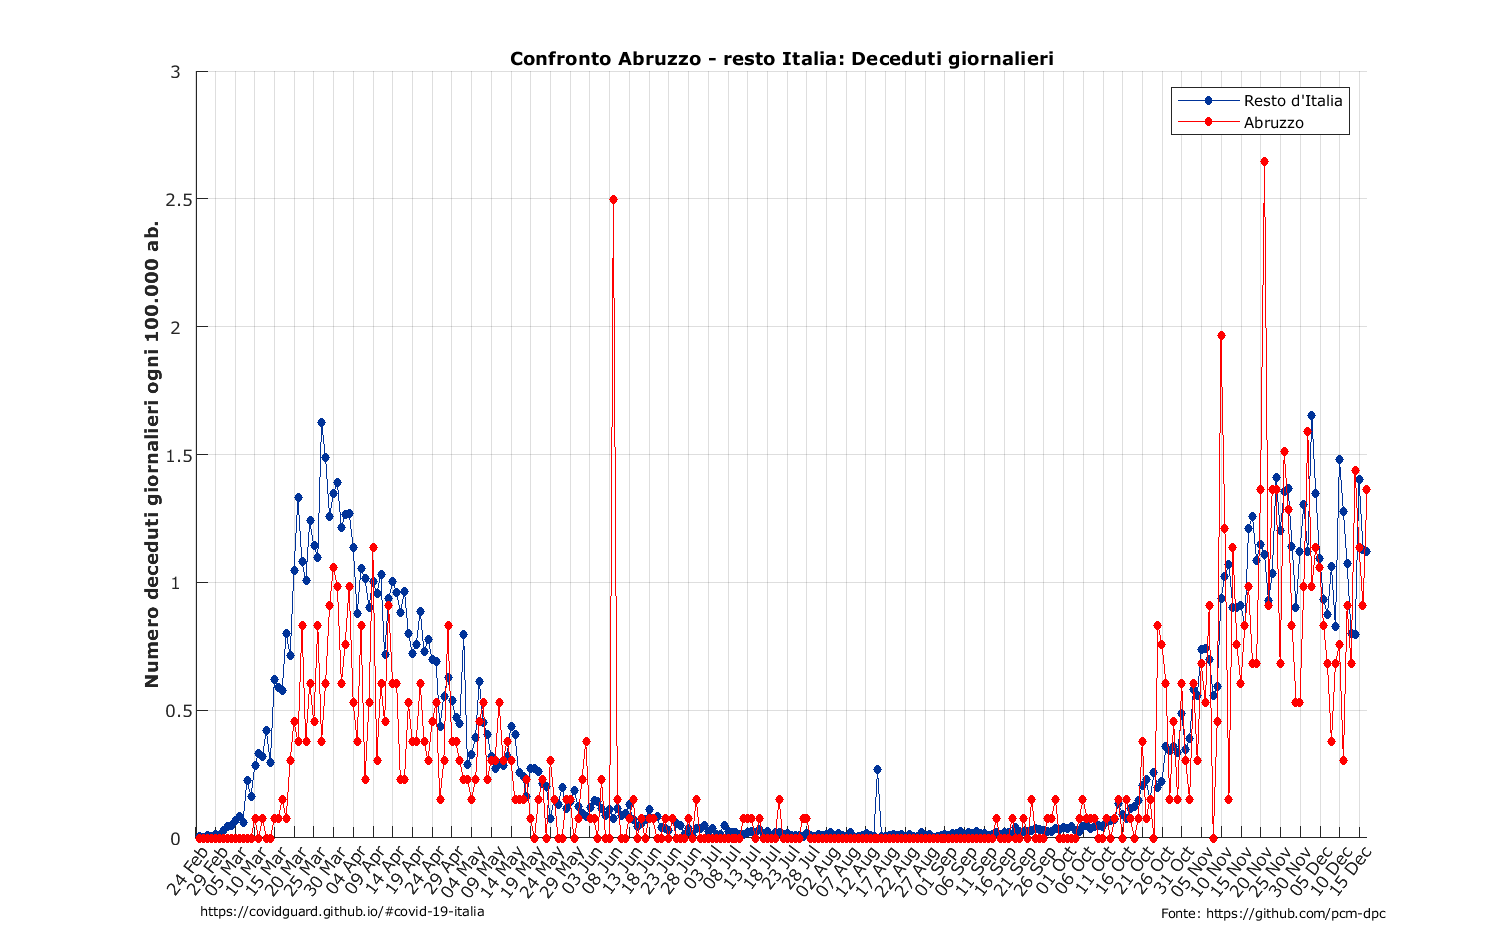 Confronto Abruzzo - resto Italia: Deceduti giornalieri
Resto d'Italia
Abruzzo
Numero deceduti giornalieri ogni 100.000 ab.
3
2.5
2
1.5
1
0.5
0
24 Feb
29 Feb
05 Mar
10 Mar
15 Mar
20 Mar
25 Mar
30 Mar
04 Apr
09 Apr
14 Apr
19 Apr
24 Apr
29 Apr
04 May
09 May
14 May
19 May
24 May
29 May
03 Jun
08 Jun
13 Jun
18 Jun
23 Jun
28 Jun
03 Jul
08 Jul
13 Jul
18 Jul
23 Jul
28 Jul
02 Aug
07 Aug
12 Aug
17 Aug
22 Aug
27 Aug
01 Sep
06 Sep
11 Sep
16 Sep
21 Sep
26 Sep
01 Oct
06 Oct
11 Oct
16 Oct
21 Oct
26 Oct
31 Oct
05 Nov
10 Nov
15 Nov
20 Nov
25 Nov
30 Nov
05 Dec
10 Dec
15 Dec
https://covidguard.github.io/#covid-19-italia
Fonte: https://github.com/pcm-dpc